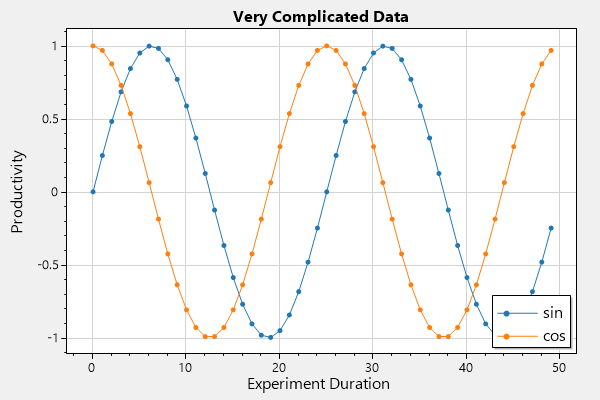 Very Complicated Data
Productivity
1
0.5
0
-0.5
-1
0
10
20
30
40
50
Experiment Duration
sin
cos